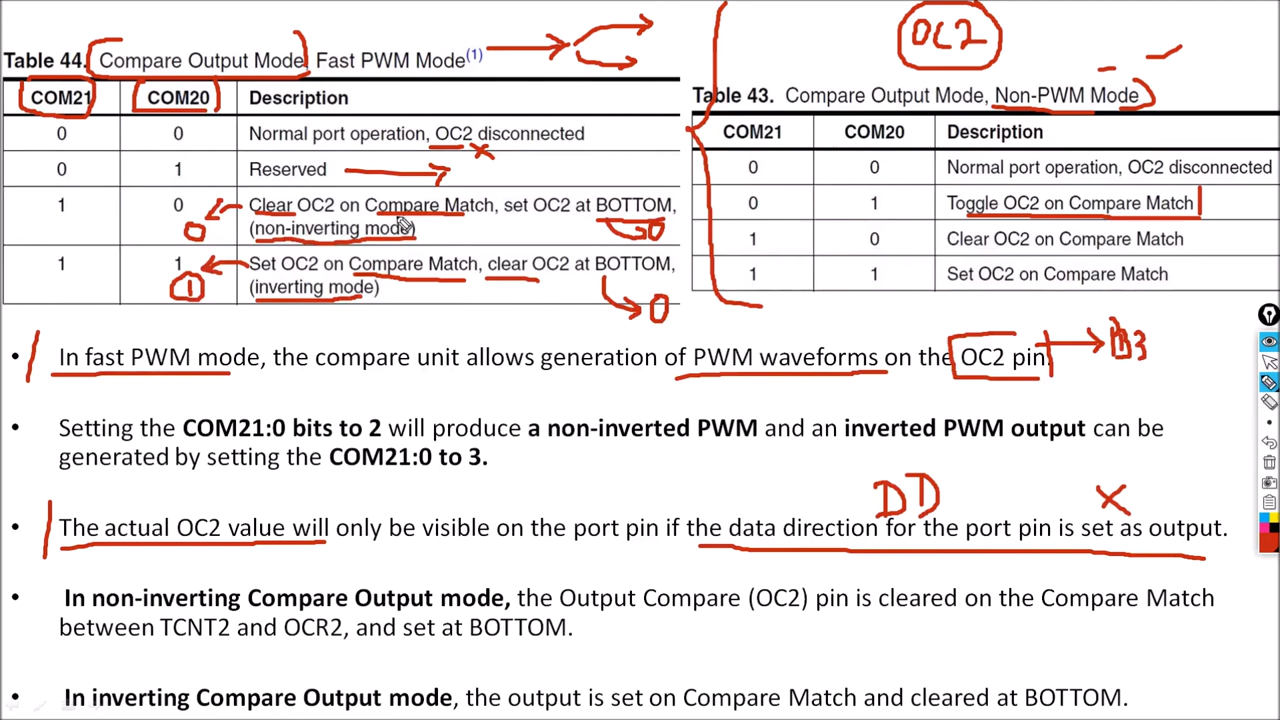 OC2
Table 44. Compare Output Mode, Fast PWM Mode(1)
COM21 COM20 Description
0 0 Normal port operation, OC2 disconnected
0 1 Reserved
1 0 Clear OC2 on Compare Match, set OC2 at BOTTOM,
(non-inverting mode)
0 0
1 1 Set OC2 on Compare Match, clear OC2 at BOTTOM,
(inverting mode)
1 0
Table 43. Compare Output Mode, Non-PWM Mode
COM21 COM20 Description
0 0 Normal port operation, OC2 disconnected
0 1 Toggle OC2 on Compare Match
1 0 Clear OC2 on Compare Match
1 1 Set OC2 on Compare Match
• In fast PWM mode, the compare unit allows generation of PWM waveforms on the OC2 pin.
• Setting the COM21:0 bits to 2 will produce a non-inverted PWM and an inverted PWM output can be
generated by setting the COM21:0 to 3.
DD X
• The actual OC2 value will only be visible on the port pin if the data direction for the port pin is set as output.
• In non-inverting Compare Output mode, the Output Compare (OC2) pin is cleared on the Compare Match
between TCNT2 and OCR2, and set at BOTTOM.
• In inverting Compare Output mode, the output is set on Compare Match and cleared at BOTTOM.